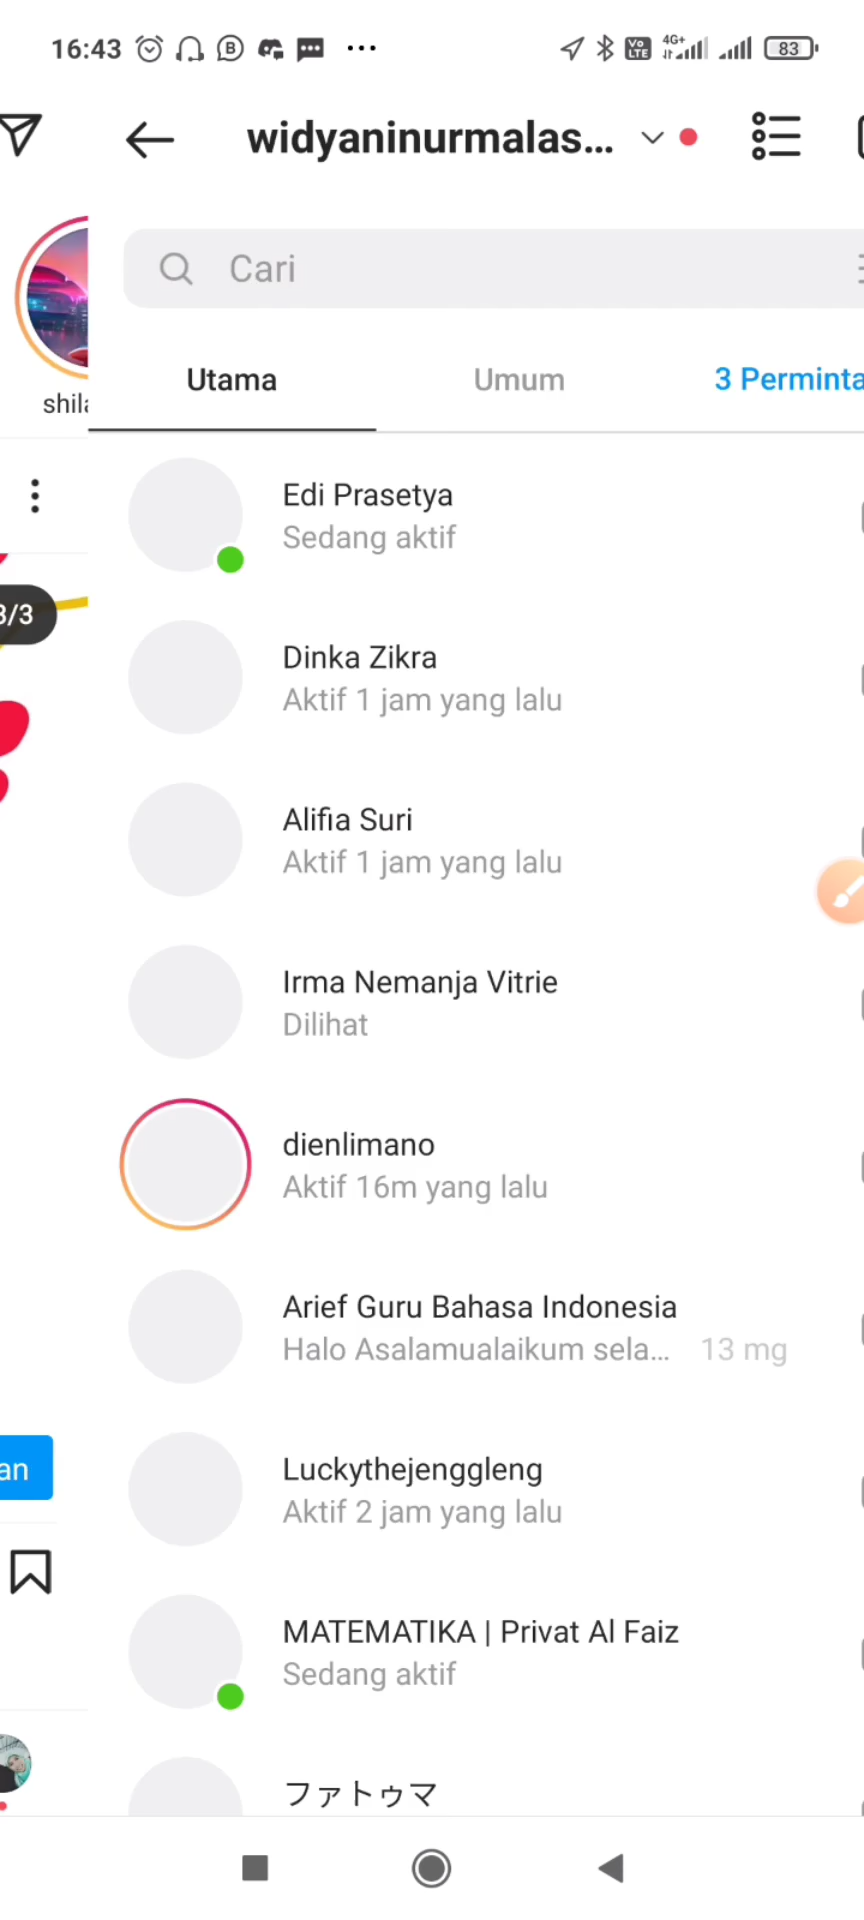 16:43
Vo LTE 4G+ 83
widyaninurmalas...
Cari
Utama Umum 3 Perminta
Edi Prasetya
Sedang aktif
3/3
Dinka Zikra
Aktif 1 jam yang lalu
Alifia Suri
Aktif 1 jam yang lalu
Irma Nemanja Vitrie
Dilihat
dienlimano
Aktif 16m yang lalu
Arief Guru Bahasa Indonesia
Halo Asalamualaikum sela... 13 mg
an
Luckythejenggleng
Aktif 2 jam yang lalu
MATEMATIKA | Privat Al Faiz
Sedang aktif
ファトゥマ